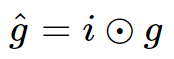 ĝ = i ⊙ g